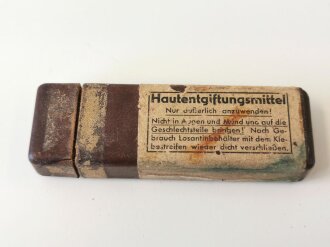 Hautentgiftungsmittel
Nur äußerlich anzuwenden!
Nicht in Augen und Mund und auf die
Geschlechtsteile bringen! Nach Ge-
brauch Losantinbehälter mit dem Kle-
bestreifen wieder dicht verschließen.